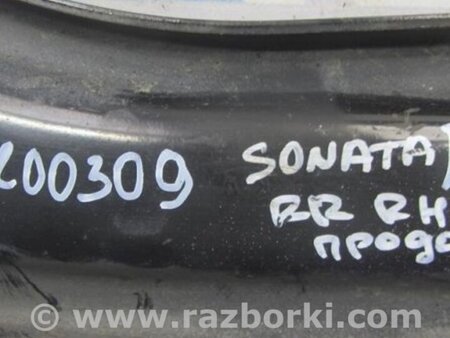 200309
SONATA
RR RH
продо
www.razborki.com